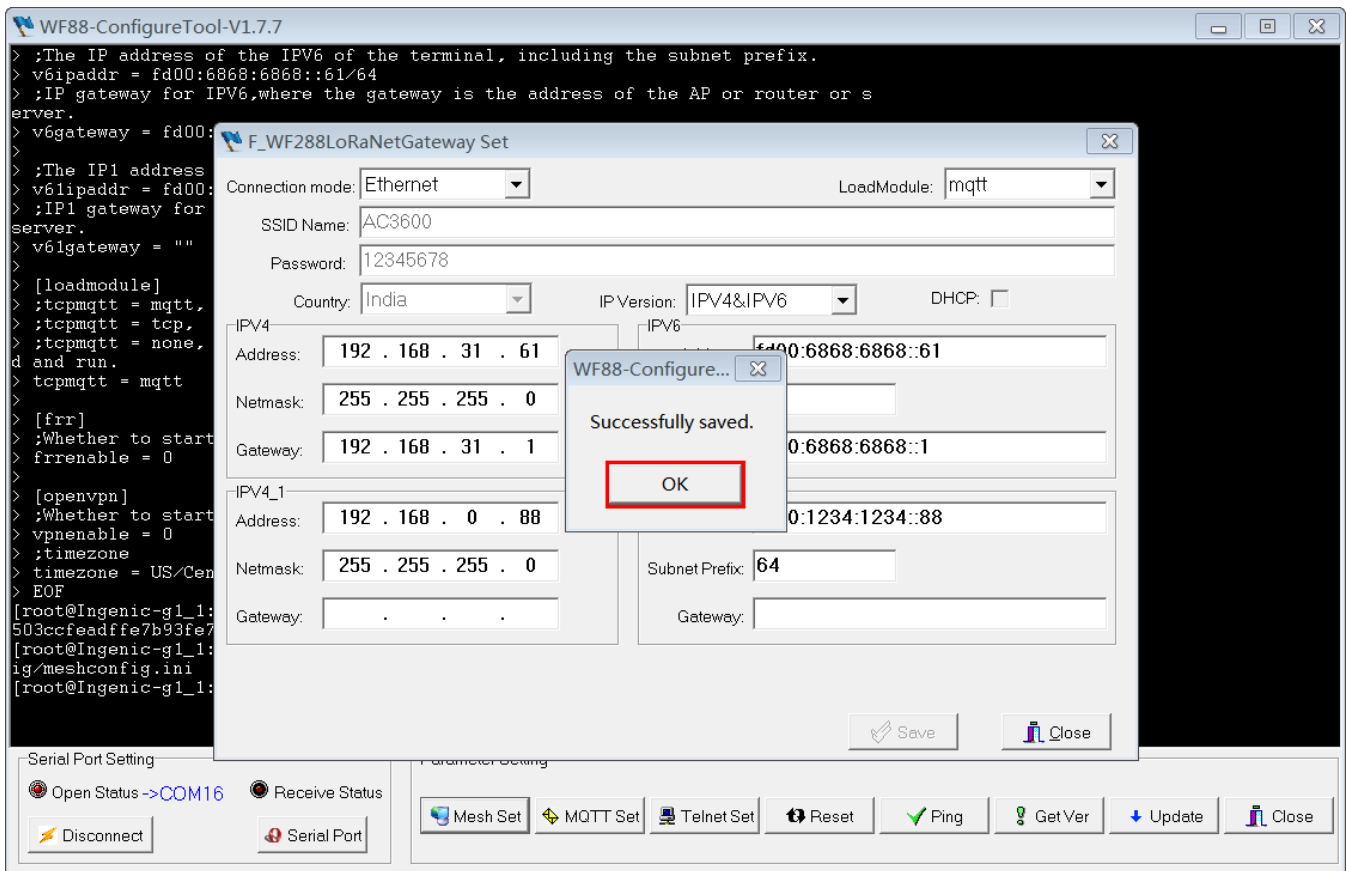 WF88-ConfigureTool-V1.7.7
> ;The IP address of the IPV6 of the terminal, including the subnet prefix.
> v6ipaddr = fd00:6868:6868::61/64
> ;IP gateway for IPV6,where the gateway is the address of the AP or router or s
erver.
> v6gateway = fd00:
>
> ;The IP1 address
> v61ipaddr = fd00:
> ;IP1 gateway for
server.
> v61gateway = ""
>
> [loadmodule]
> ;tcpmqtt = mqtt,
> ;tcpmqtt = tcp,
> ;tcpmqtt = none,
d and run.
> tcpmqtt = mqtt
>
> [frr]
> ;Whether to start
> frrenable = 0
>
> [openvpn]
> ;Whether to start
> vpnenable = 0
> ;timezone
> timezone = US/Cen
> EOF
[root@Ingenic-g1_1:
503ccfeadffe7b93fe7
[root@Ingenic-g1_1:
ig/meshconfig.ini
[root@Ingenic-g1_1:
F_WF288LoRaNetGateway Set
Connection mode: Ethernet LoadModule: mqtt
SSID Name: AC3600
Password: 12345678
Country: India IP Version: IPV4&IPV6 DHCP:
IPV4 IPV6
Address: 192 . 168 . 31 . 61 fd00:6868:6868::61
Netmask: 255 . 255 . 255 . 0
Gateway: 192 . 168 . 31 . 1 0:6868:6868::1
WF88-Configure...
Successfully saved.
OK
IPV4_1
Address: 192 . 168 . 0 . 88 0:1234:1234::88
Netmask: 255 . 255 . 255 . 0 Subnet Prefix: 64
Gateway: . . . Gateway:
Save Close
Serial Port Setting Parameter Setting
Open Status ->COM16 Receive Status
Disconnect Serial Port
Mesh Set MQTT Set Telnet Set Reset Ping Get Ver Update Close